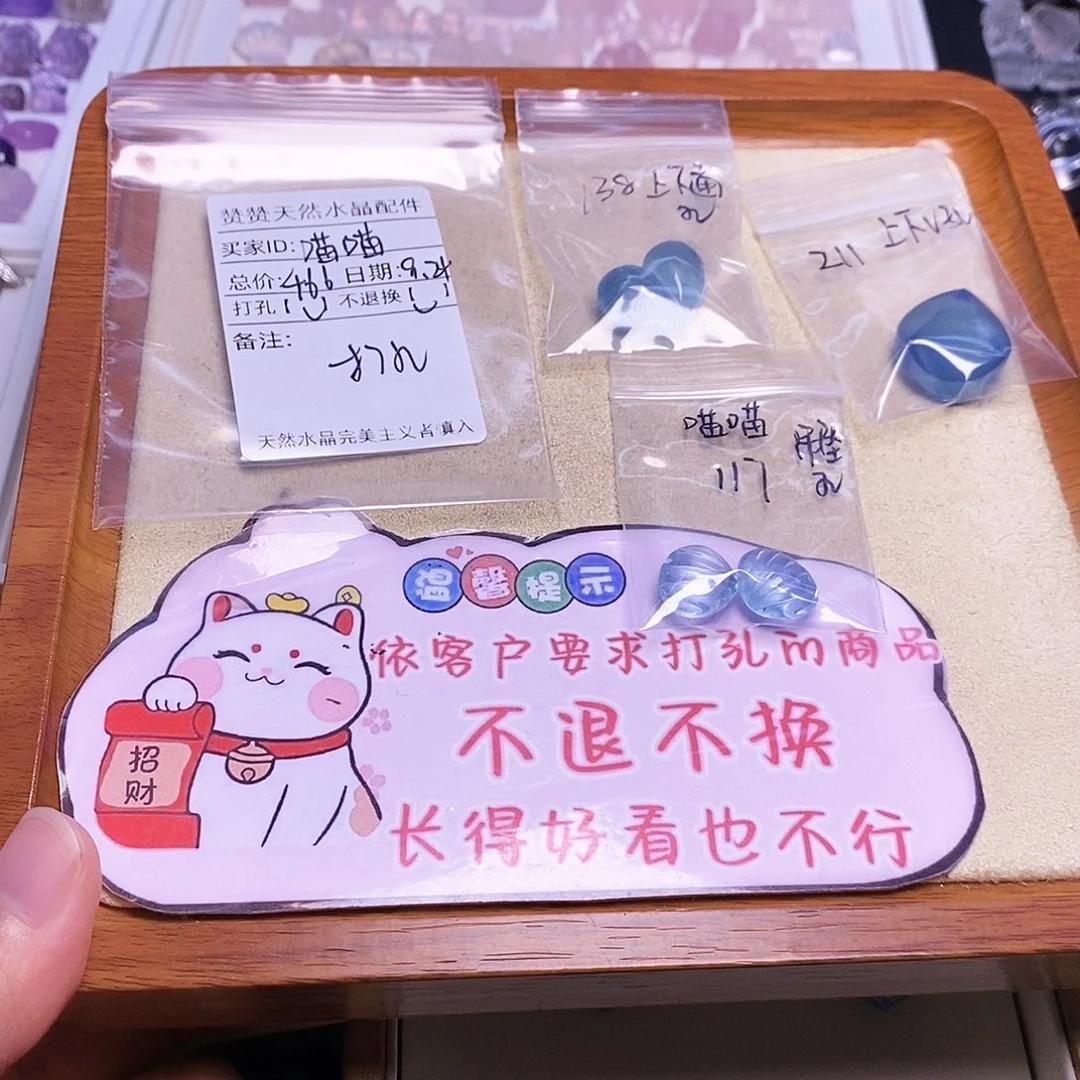 赞赞天然水晶配件
买家ID: 喵喵
总价: 466 日期: 9.24
打孔【 】 不退换【 】
备注:
打孔
天然水晶完美主义者慎入
138 上下
孔
211 上下
喵喵
117
孔
温馨提示
依客户要求打孔的商品
不退不换
长得好看也不行
招
财